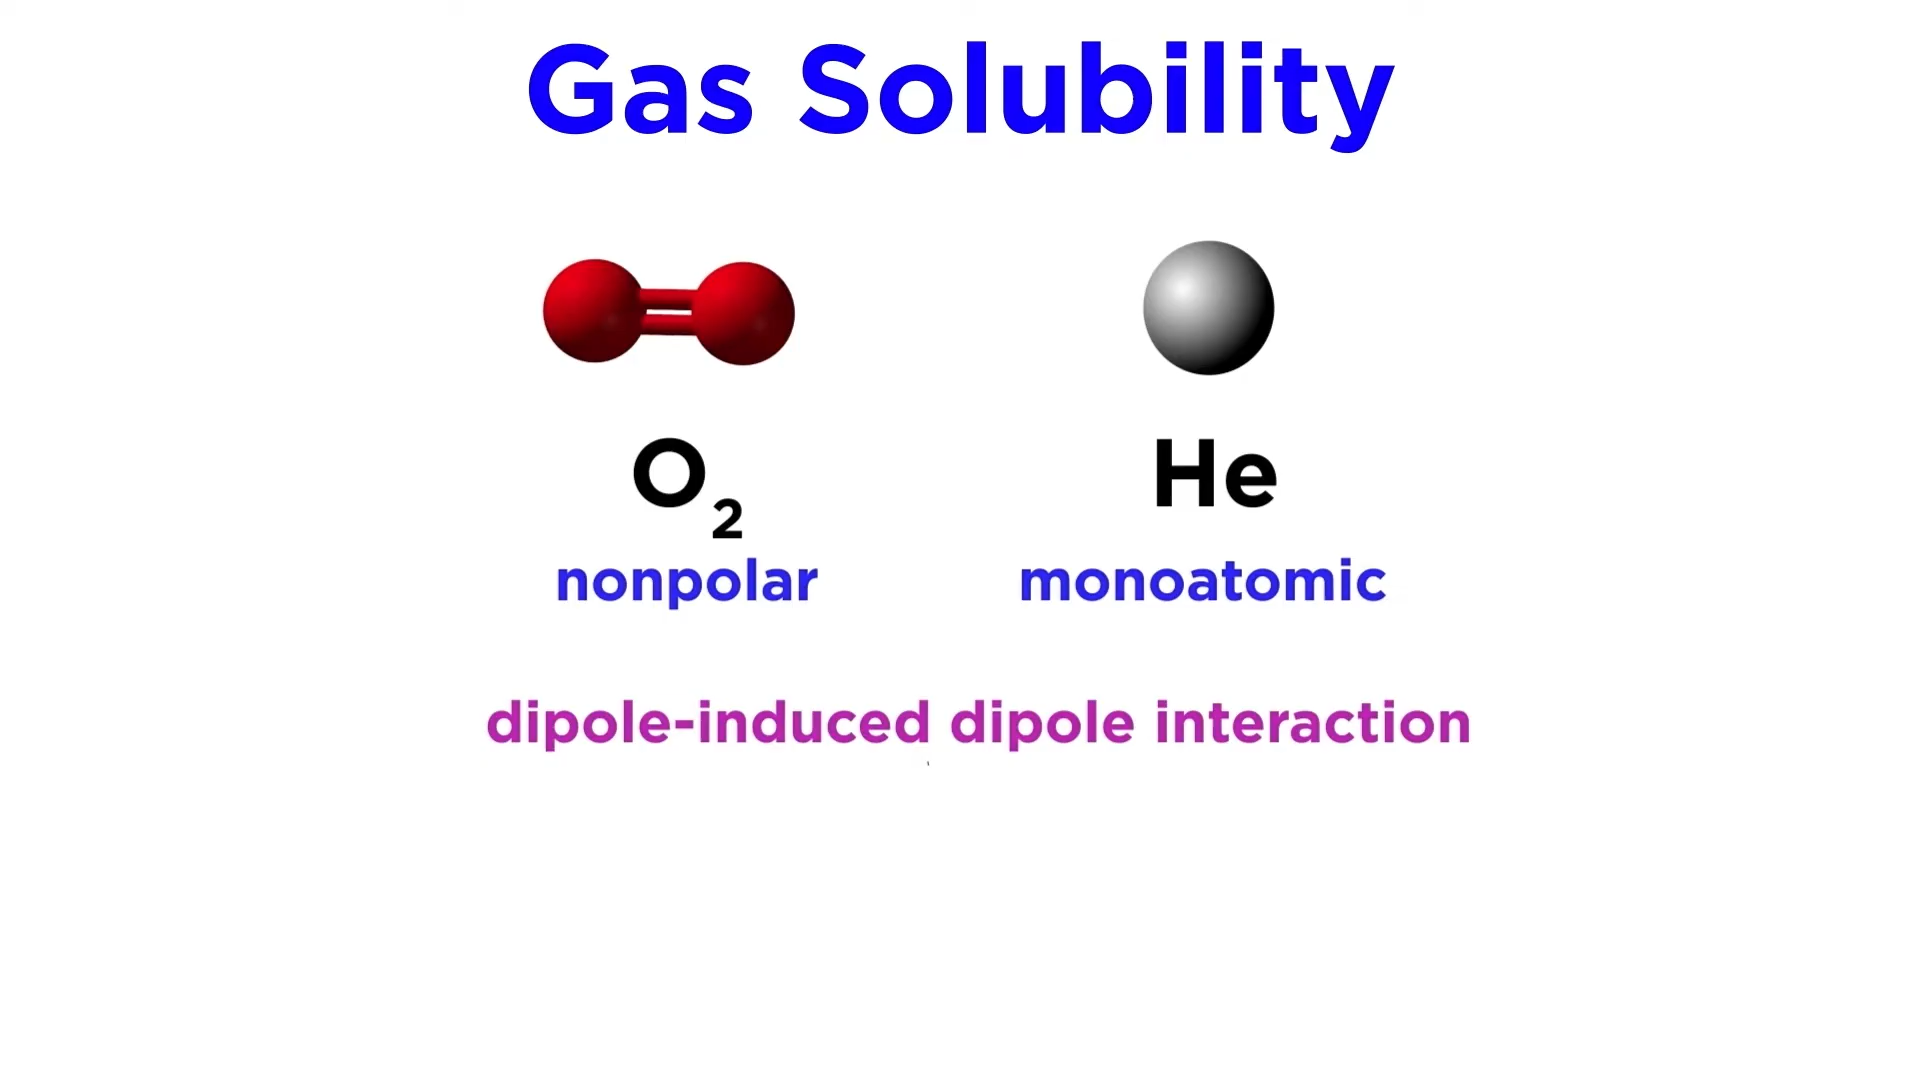 Gas Solubility
O₂ He
nonpolar monoatomic
dipole-induced dipole interaction